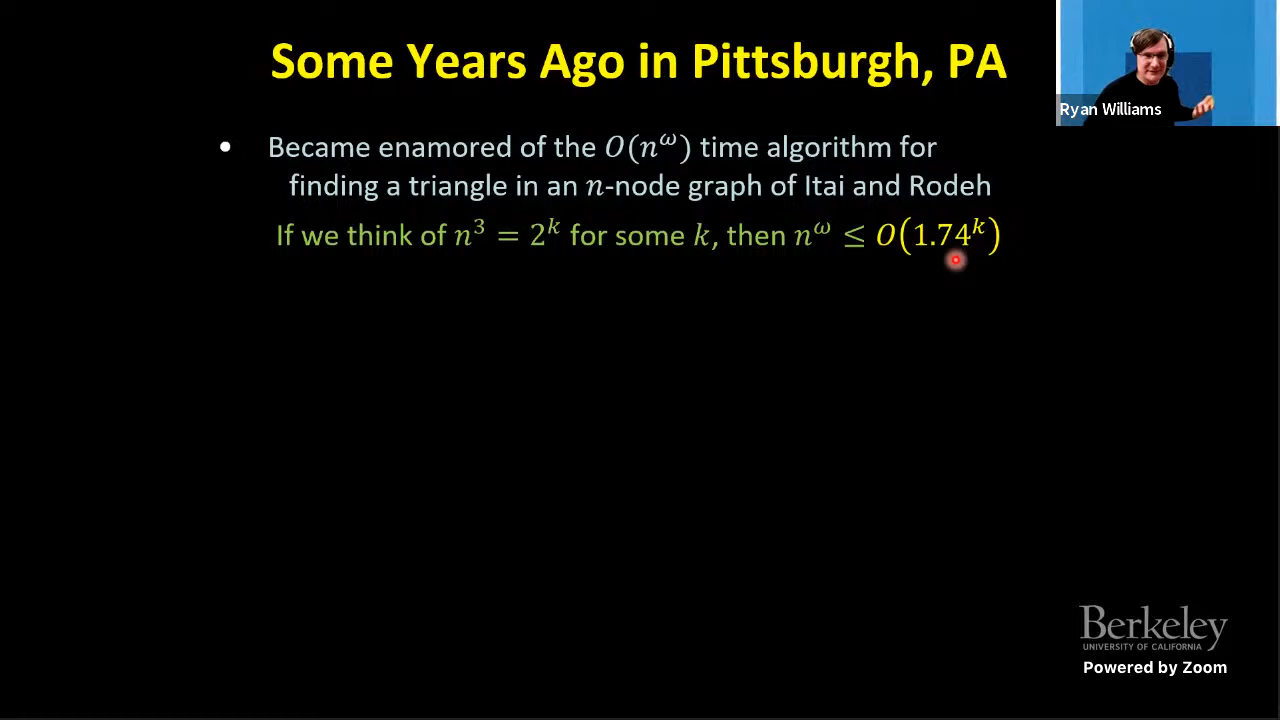 Some Years Ago in Pittsburgh, PA
Ryan Williams
• Became enamored of the 𝑂(𝑛^ω) time algorithm for
finding a triangle in an 𝑛-node graph of Itai and Rodeh
If we think of 𝑛³ = 2ᵏ for some 𝑘, then 𝑛^ω ≤ 𝑂(1.74ᵏ)
Berkeley
UNIVERSITY OF CALIFORNIA
Powered by Zoom